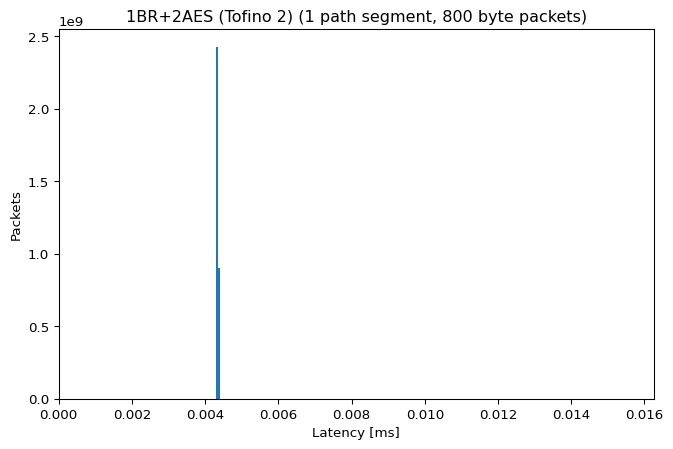 1BR+2AES (Tofino 2) (1 path segment, 800 byte packets)
1e9
2.5
2.0
1.5
1.0
0.5
0.0
Packets
0.000 0.002 0.004 0.006 0.008 0.010 0.012 0.014 0.016
Latency [ms]